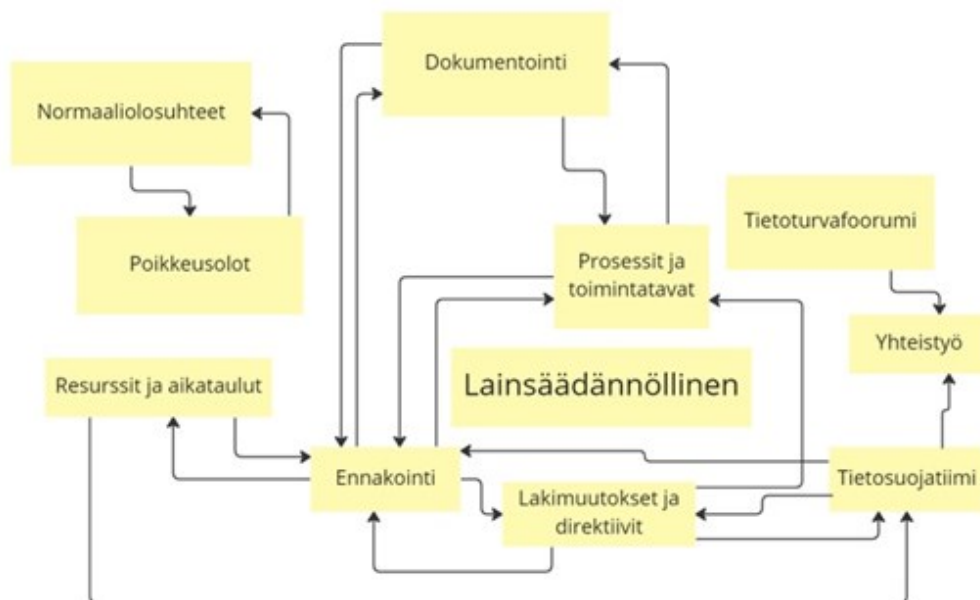 Dokumentointi
Normaaliolosuhteet
Tietoturvafoorumi
Poikkeusolot
Prosessit ja
toimintatavat
Yhteistyö
Resurssit ja aikataulut
Lainsäädännöllinen
Ennakointi
Tietosuojatiimi
Lakimuutokset ja
direktiivit